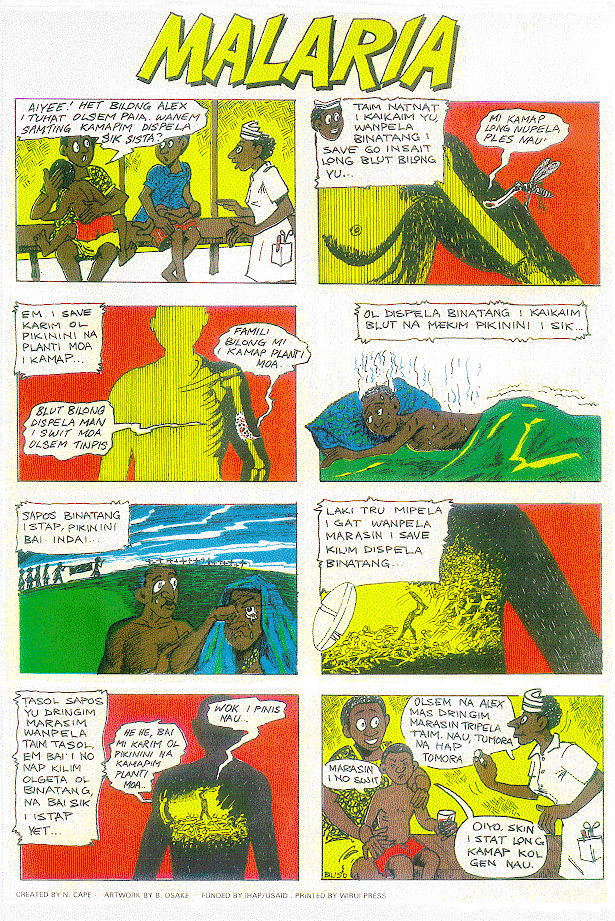 MALARIA
AIYEE! HET BILONG ALEX
I TUHAT OLSEM PAIA. WANEM
SAMTING KAMAPIM DISPELA
SIK SISTA?
TAIM NATNAT
I KAIKAIM YU,
WANPELA
BINATANG I
SAVE GO INSAIT
LONG BLUT BILONG
YU...
MI KAMAP
LONG NUPELA
PLES NAU!
EM I SAVE
KARIM OL
PIKININI NA
PLANTI MOA
I KAMAP...
FAMILI
BILONG MI
I KAMAP PLANTI
MOA.
BLUT BILONG
DISPELA MAN
I SWIT MOA
OLSEM TINPIS
OL DISPELA BINATANG I KAIKAIM
BLUT NA MEKIM PIKININI I SIK...
SAPOS BINATANG
I STAP, PIKININI
BAI INDAI...
LAKI TRU MIPELA
I GAT WANPELA
MARASIN I SAVE
KILIM DISPELA
BINATANG...
TASOL SAPOS
YU DRINGIM
MARASIM
WANPELA
TAIM TASOL.
EM BAI I NO
NAP KILIM
OLGETA OL
BINATANG,
NA BAI SIK
I STAP
YET...
HE HE, BAI
MI KARIM OL
PIKININI NA
KAMAPIM
PLANTI
MOA..
WOK I PINIS
NAU..
OLSEM NA ALEX
MAS DRINGIM
MARASIN TRIPELA
TAIM. NAU, TUMORA
NA HAP
TUMORA
MARASIN
I NO SWIT
OIYO, SKIN
I STAT LONG
KAMAP KOL
GEN NAU.
CREATED BY N. CAPE - ARTWORK BY B. OSAKE - FUNDED BY IHAP/USAID . PRINTED BY WIRUI PRESS